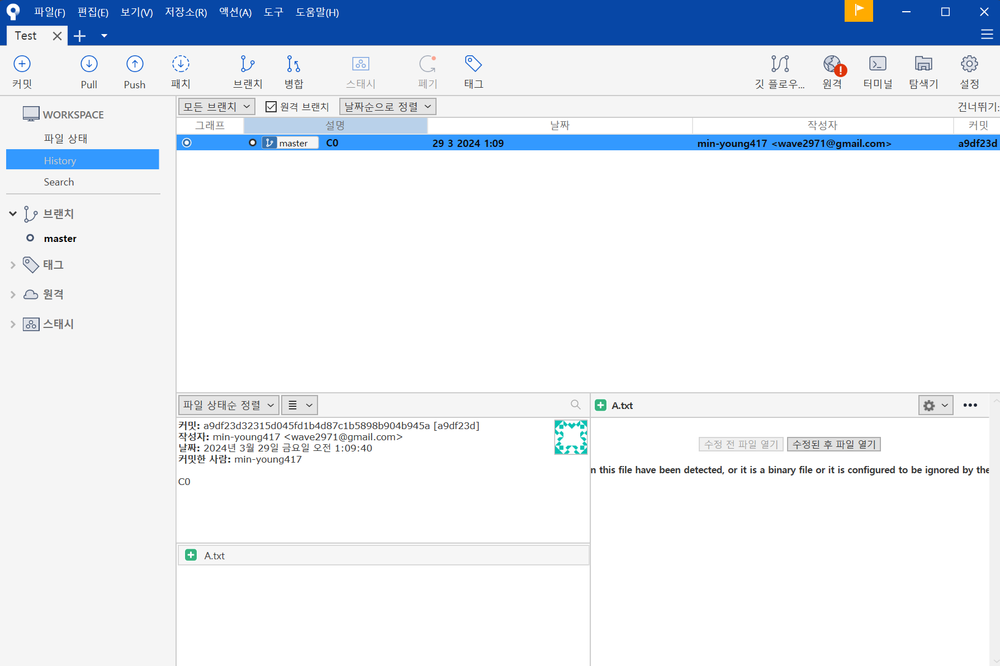 파일(F) 편집(E) 보기(V) 저장소(R) 액션(A) 도구 도움말(H)
Test
커밋 Pull Push 패치 브랜치 병합 스태시 폐기 태그 깃 플로우... 원격 터미널 탐색기 설정
WORKSPACE
파일 상태
History
Search
브랜치
master
태그
원격
스태시
모든 브랜치 원격 브랜치 날짜순으로 정렬 건너뛰기:
그래프 설명 날짜 작성자 커밋
master C0 29 3 2024 1:09 min-young417 <wave2971@gmail.com> a9df23d
파일 상태순 정렬
커밋: a9df23d32315d045fd1b4d87c1b5898b904b945a [a9df23d]
작성자: min-young417 <wave2971@gmail.com>
날짜: 2024년 3월 29일 금요일 오전 1:09:40
커밋한 사람: min-young417
C0
A.txt
A.txt
수정 전 파일 열기 수정된 후 파일 열기
n this file have been detected, or it is a binary file or it is configured to be ignored by the